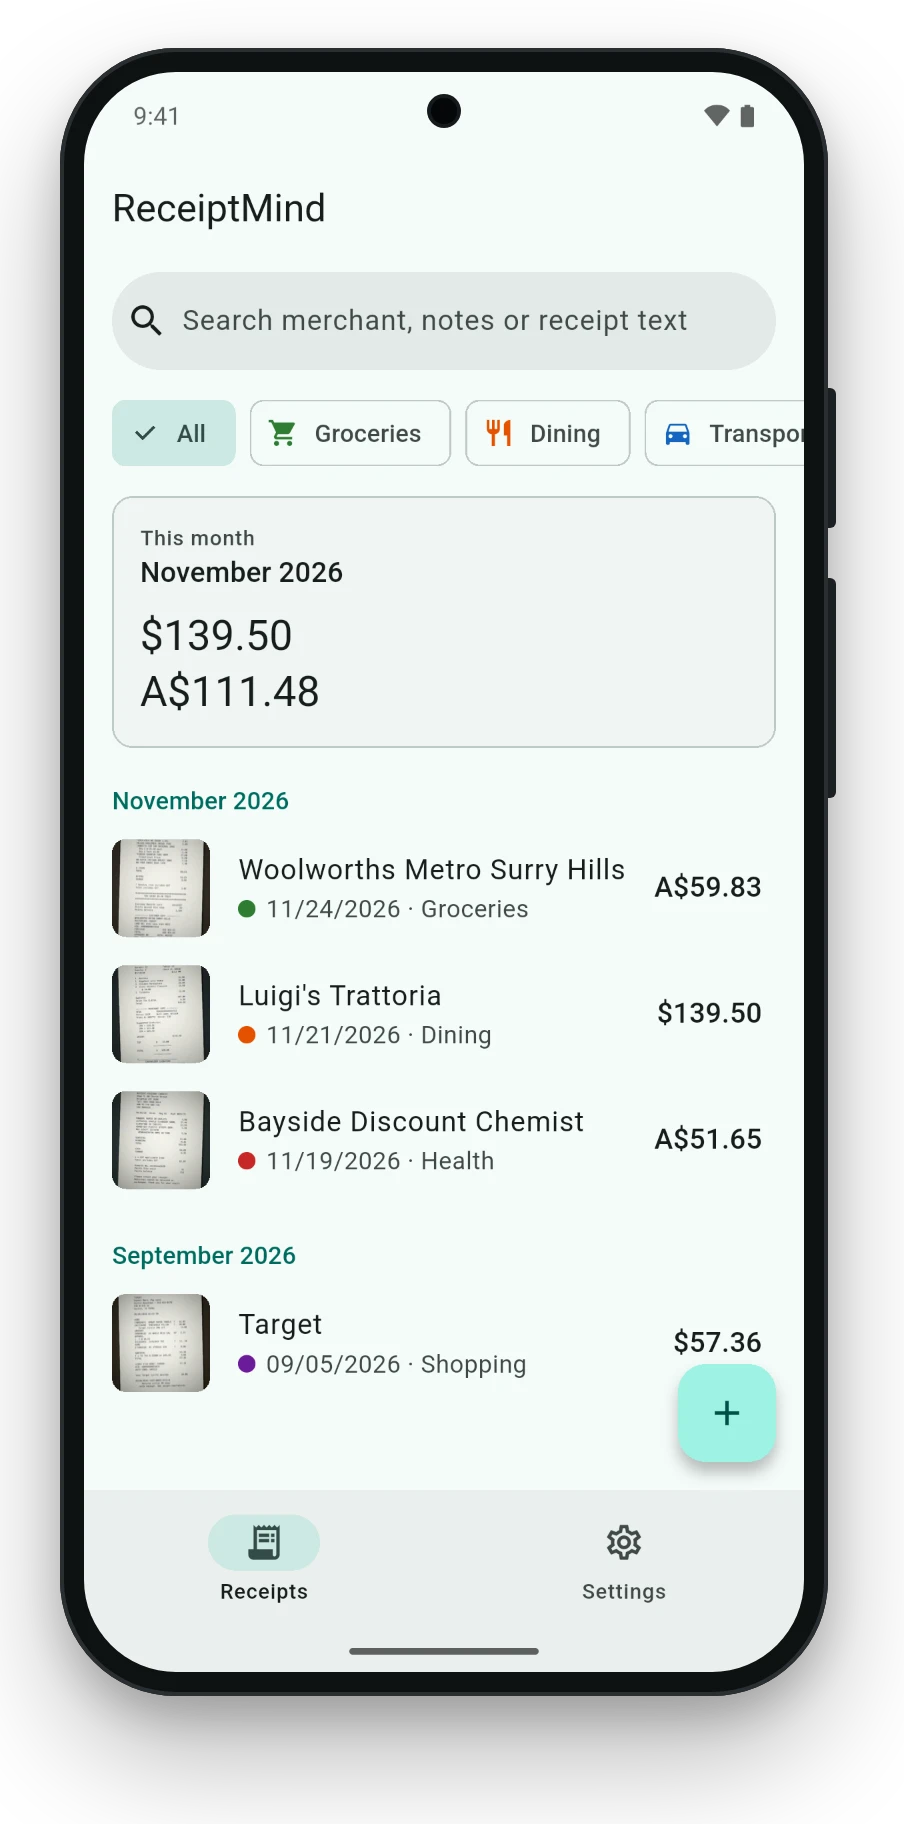 9:41
ReceiptMind
Search merchant, notes or receipt text
All
Groceries
Dining
Transpor
This month
November 2026
$139.50
A$111.48
November 2026
Woolworths Metro Surry Hills
A$59.83
11/24/2026 · Groceries
Luigi's Trattoria
$139.50
11/21/2026 · Dining
Bayside Discount Chemist
A$51.65
11/19/2026 · Health
September 2026
Target
$57.36
09/05/2026 · Shopping
+
Receipts
Settings